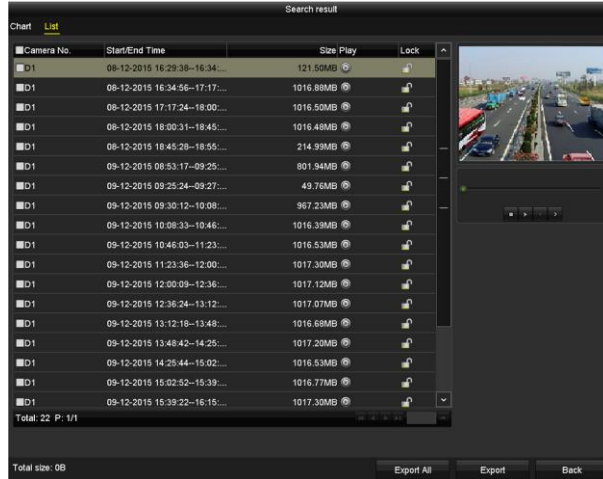 Search result
Chart List
Camera No. Start/End Time Size Play Lock
D1 08-12-2015 16:29:38--16:34:... 121.50MB
D1 08-12-2015 16:34:56--17:17:... 1016.88MB
D1 08-12-2015 17:17:24--18:00:... 1016.50MB
D1 08-12-2015 18:00:31--18:45:... 1016.48MB
D1 08-12-2015 18:45:28--18:55:... 214.99MB
D1 09-12-2015 08:53:17--09:25:... 801.94MB
D1 09-12-2015 09:25:24--09:27:... 49.76MB
D1 09-12-2015 09:30:12--10:08:... 967.23MB
D1 09-12-2015 10:08:33--10:46:... 1016.39MB
D1 09-12-2015 10:46:03--11:23:... 1016.53MB
D1 09-12-2015 11:23:36--12:00:... 1017.30MB
D1 09-12-2015 12:00:09--12:36:... 1017.12MB
D1 09-12-2015 12:36:24--13:12:... 1017.07MB
D1 09-12-2015 13:12:18--13:48:... 1016.68MB
D1 09-12-2015 13:48:42--14:25:... 1017.20MB
D1 09-12-2015 14:25:44--15:02:... 1016.53MB
D1 09-12-2015 15:02:52--15:39:... 1016.77MB
D1 09-12-2015 15:39:22--16:15:... 1017.30MB
Total: 22 P: 1/1
Total size: 0B Export All Export Back